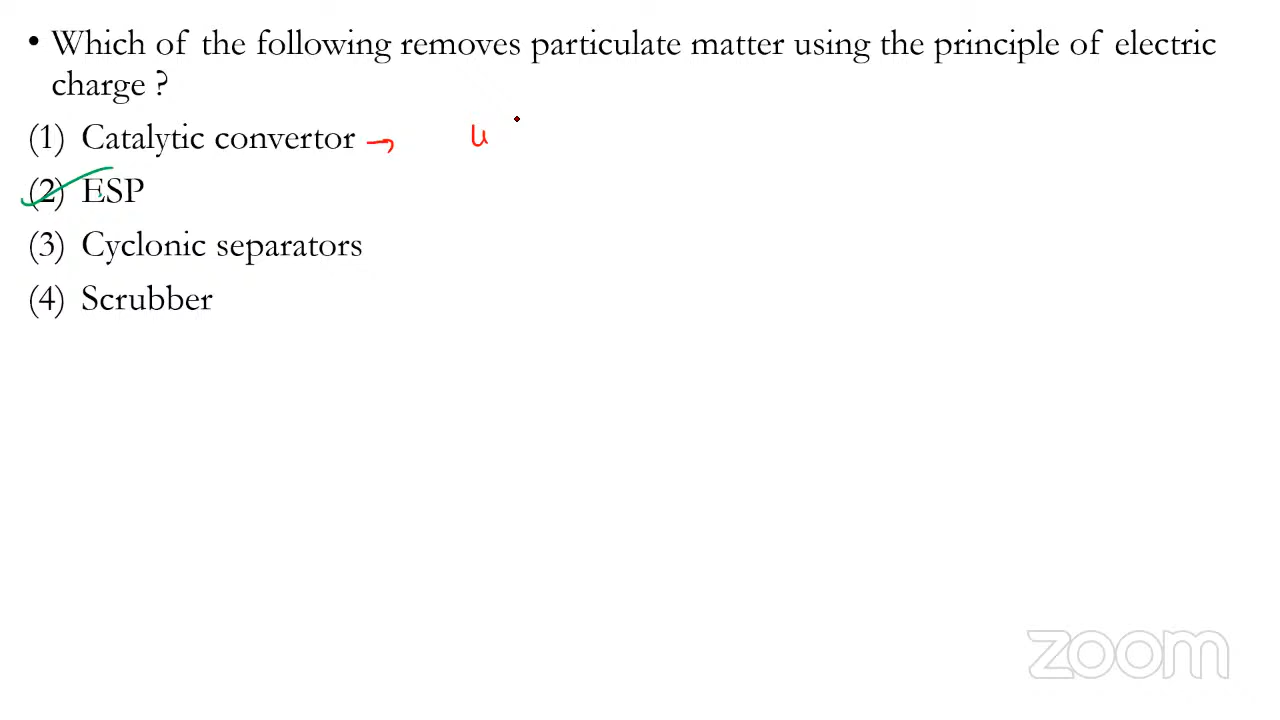 • Which of the following removes particulate matter using the principle of electric
charge ?
(1) Catalytic convertor → u
(2) ESP
(3) Cyclonic separators
(4) Scrubber
zoom